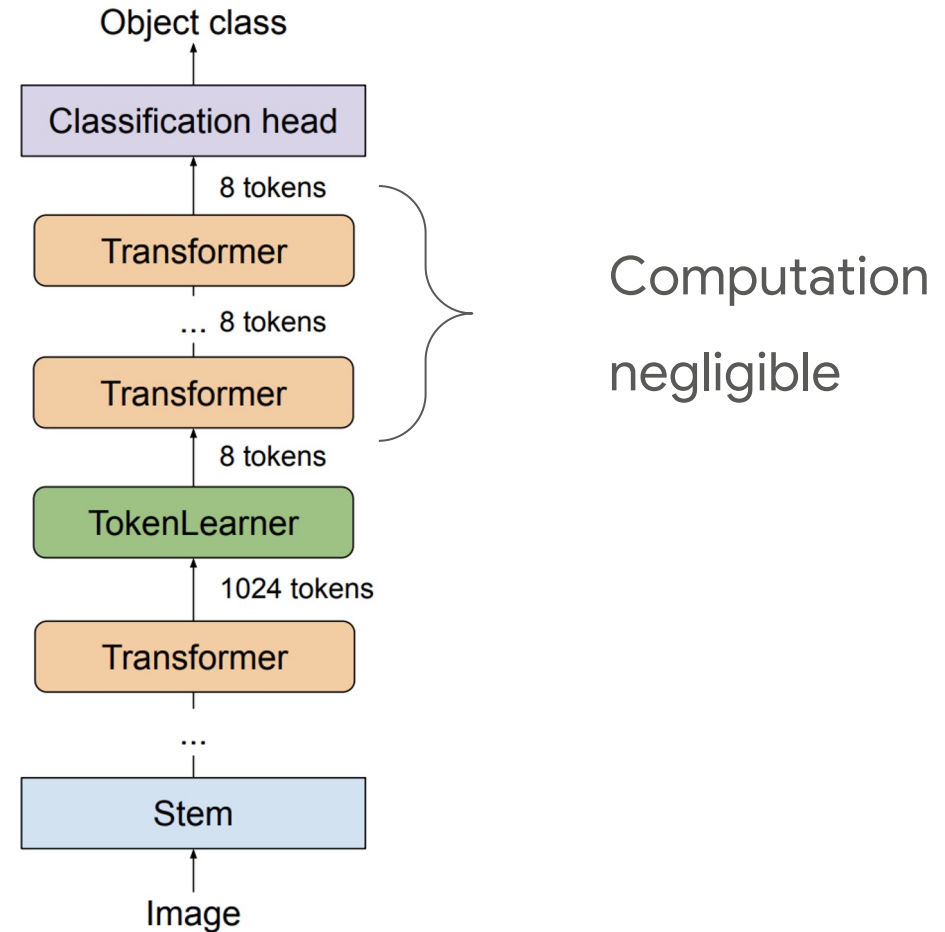 Object class
Classification head
8 tokens
Transformer
... 8 tokens
Transformer
8 tokens
TokenLearner
1024 tokens
Transformer
...
Stem
Image
Computation
negligible